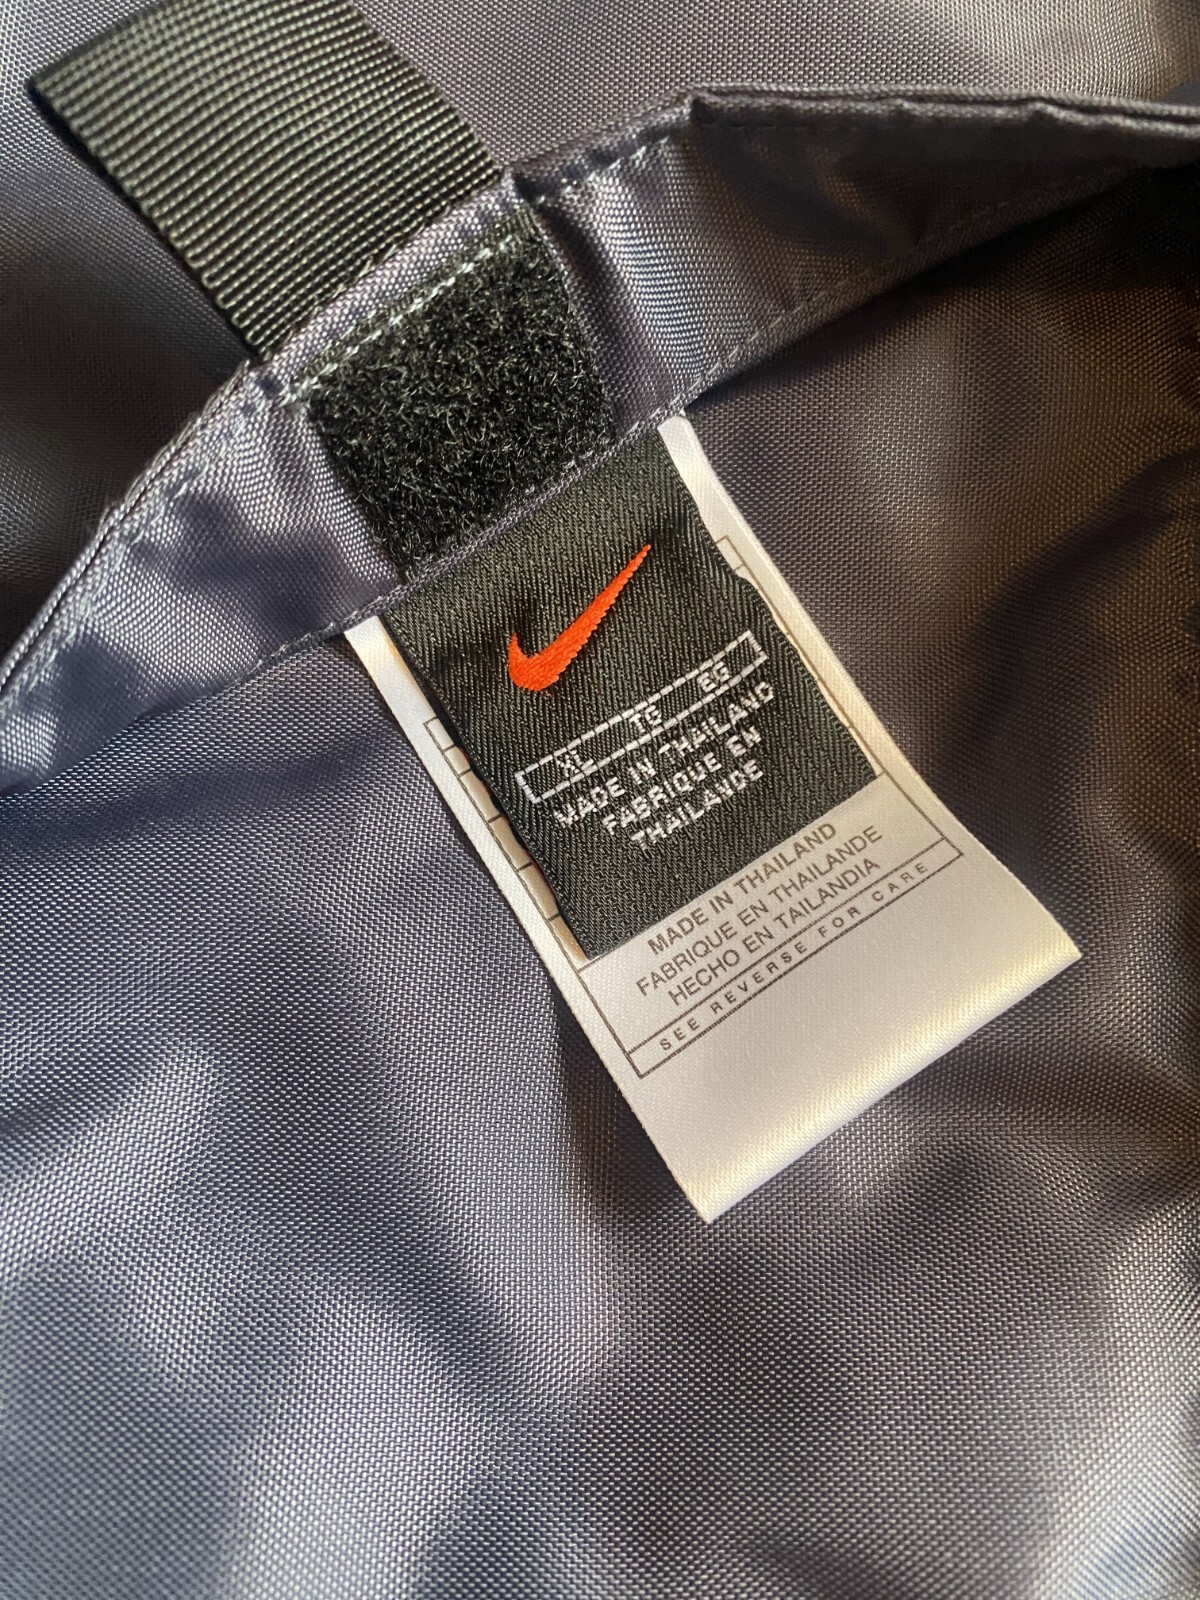 XL TG EG
MADE IN THAILAND
FABRIQUE EN
THAILANDE
MADE IN THAILAND
FABRIQUE EN THAILANDE
HECHO EN TAILANDIA
SEE REVERSE FOR CARE